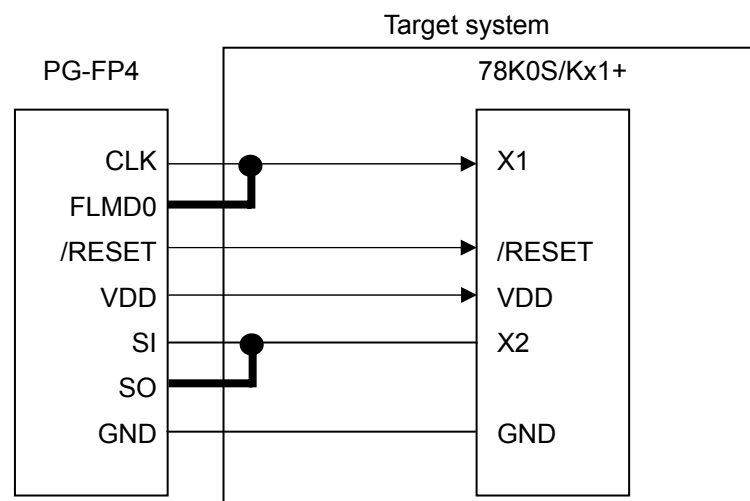 Target system
PG-FP4
78K0S/Kx1+
CLK
X1
FLMD0
/RESET
/RESET
VDD
VDD
SI
X2
SO
GND
GND